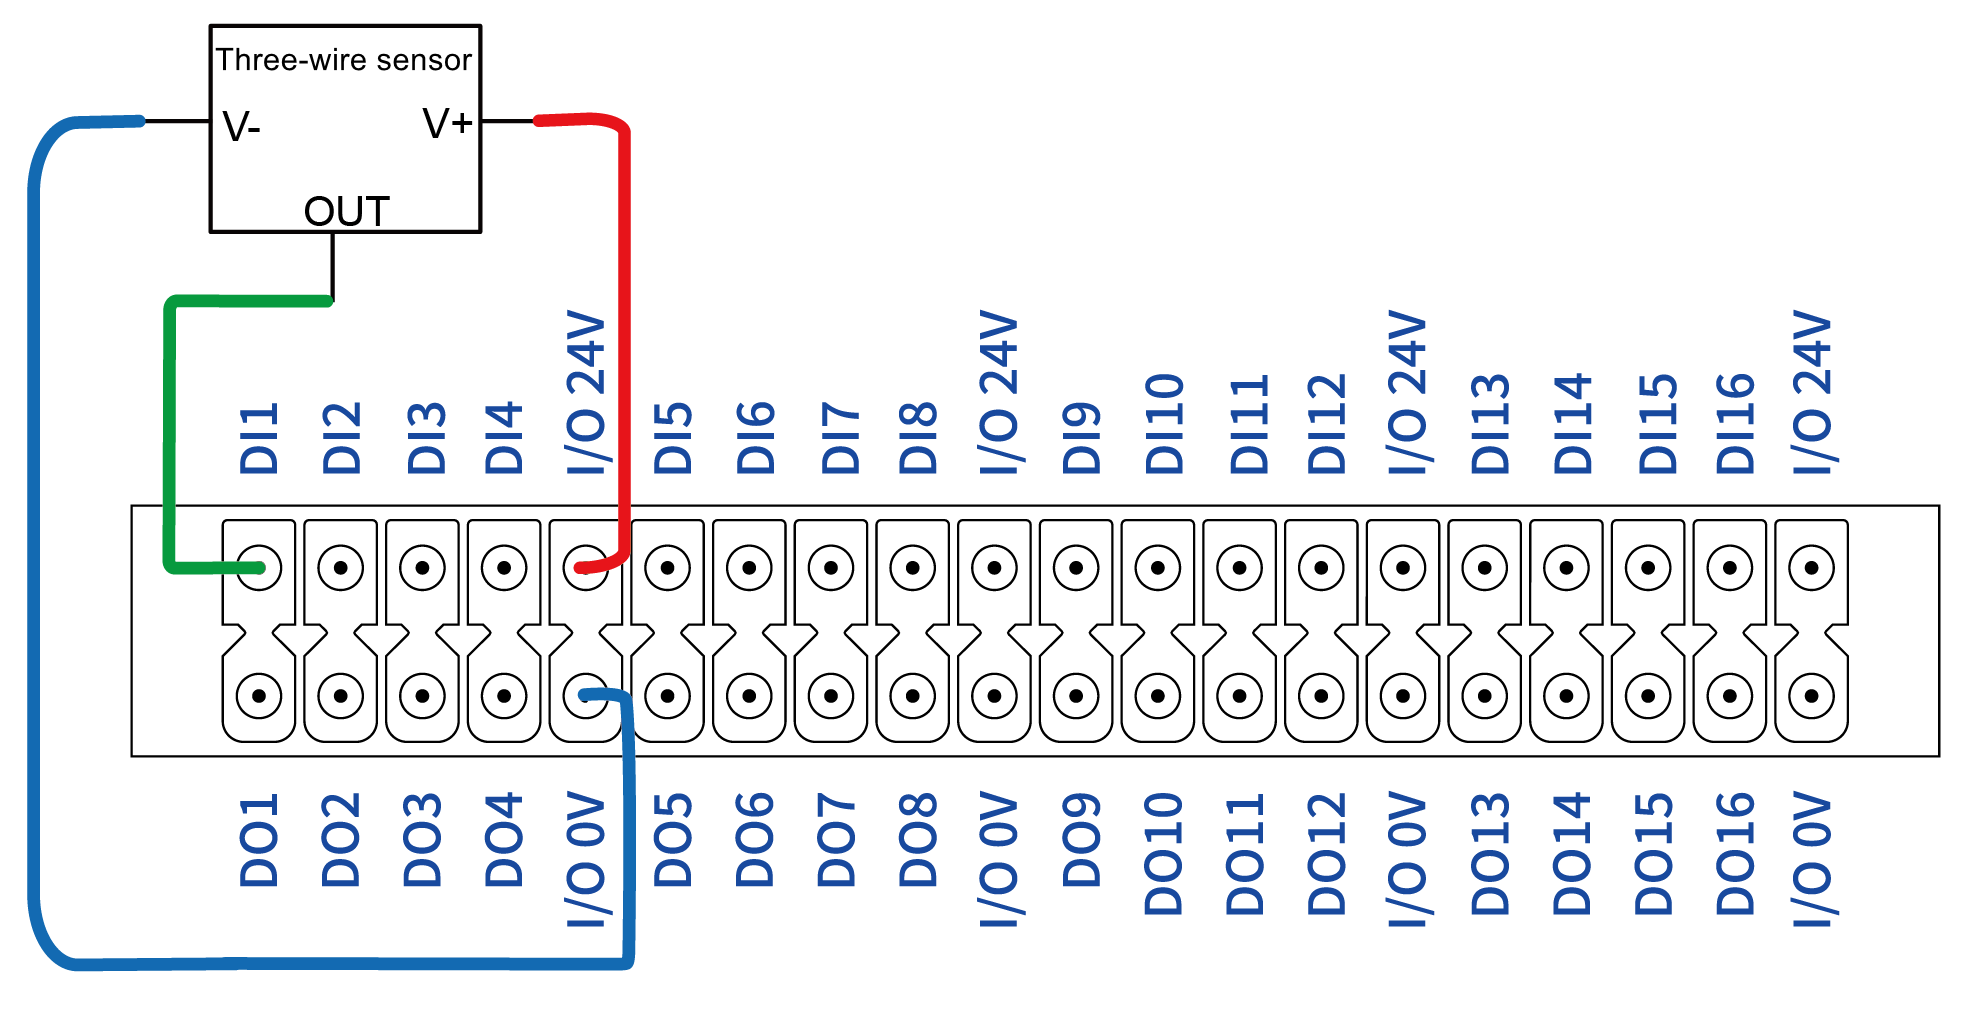 Three-wire sensor
V-
V+
OUT
DI1
DI2
DI3
DI4
I/O 24V
DI5
DI6
DI7
DI8
I/O 24V
DI9
DI10
DI11
DI12
I/O 24V
DI13
DI14
DI15
DI16
I/O 24V
DO1
DO2
DO3
DO4
I/O 0V
DO5
DO6
DO7
DO8
I/O 0V
DO9
DO10
DO11
DO12
I/O 0V
DO13
DO14
DO15
DO16
I/O 0V